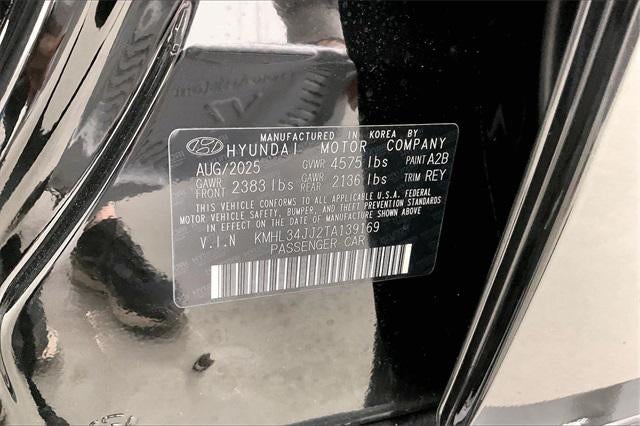 MANUFACTURED IN KOREA BY
HYUNDAI MOTOR COMPANY
AUG/2025 GVWR 4575 lbs PAINT A2B
GAWR FRONT 2383 lbs GAWR REAR 2136 lbs TRIM REY
THIS VEHICLE CONFORMS TO ALL APPLICABLE U.S.A. FEDERAL
MOTOR VEHICLE SAFETY, BUMPER, AND THEFT PREVENTION STANDARDS
IN EFFECT ON THE DATE OF MANUFACTURE SHOWN ABOVE
V.I.N KMHL34JJ2TA139169
PASSENGER CAR